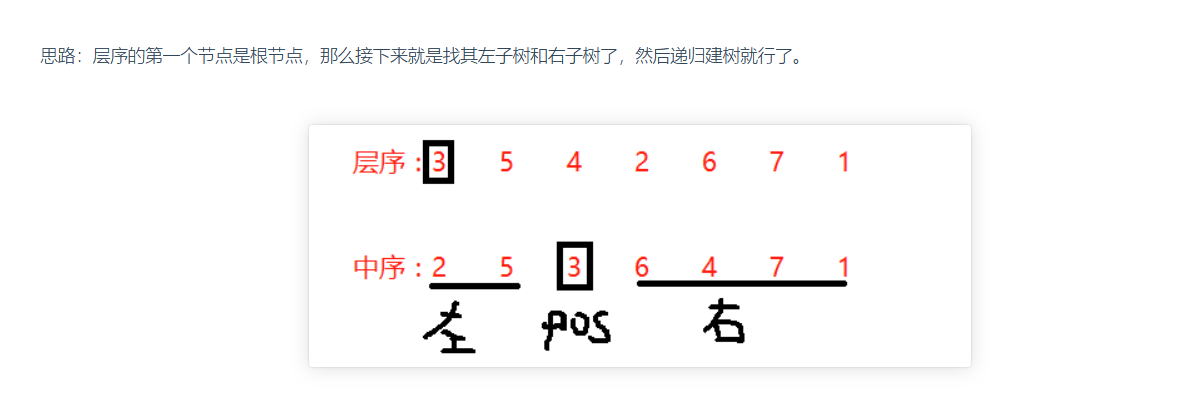 思路：层序的第一个节点是根节点，那么接下来就是找其左子树和右子树了，然后递归建树就行了。
层序：3 5 4 2 6 7 1
中序：2 5 3 6 4 7 1
左 pos 右